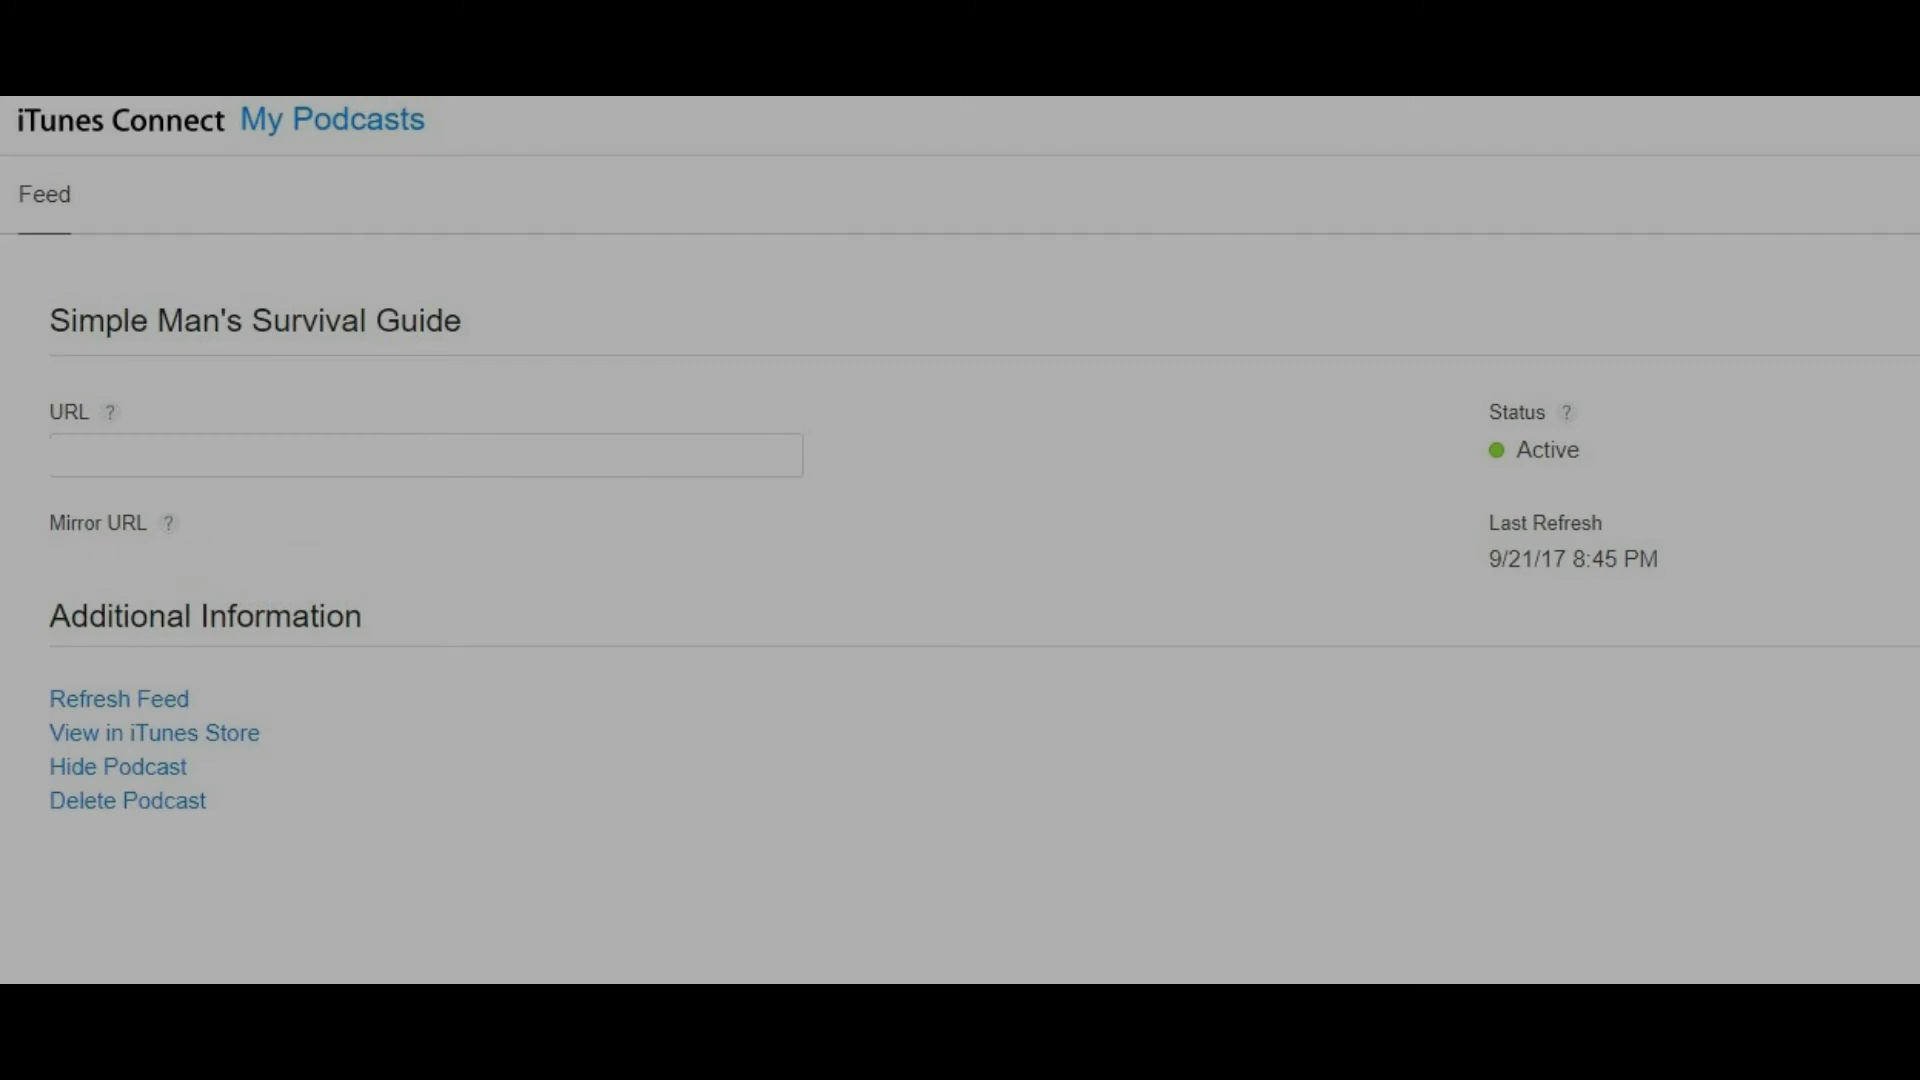 iTunes Connect My Podcasts
Feed
Simple Man's Survival Guide
URL ?
Status ?
Active
Mirror URL ?
Last Refresh
9/21/17 8:45 PM
Additional Information
Refresh Feed
View in iTunes Store
Hide Podcast
Delete Podcast